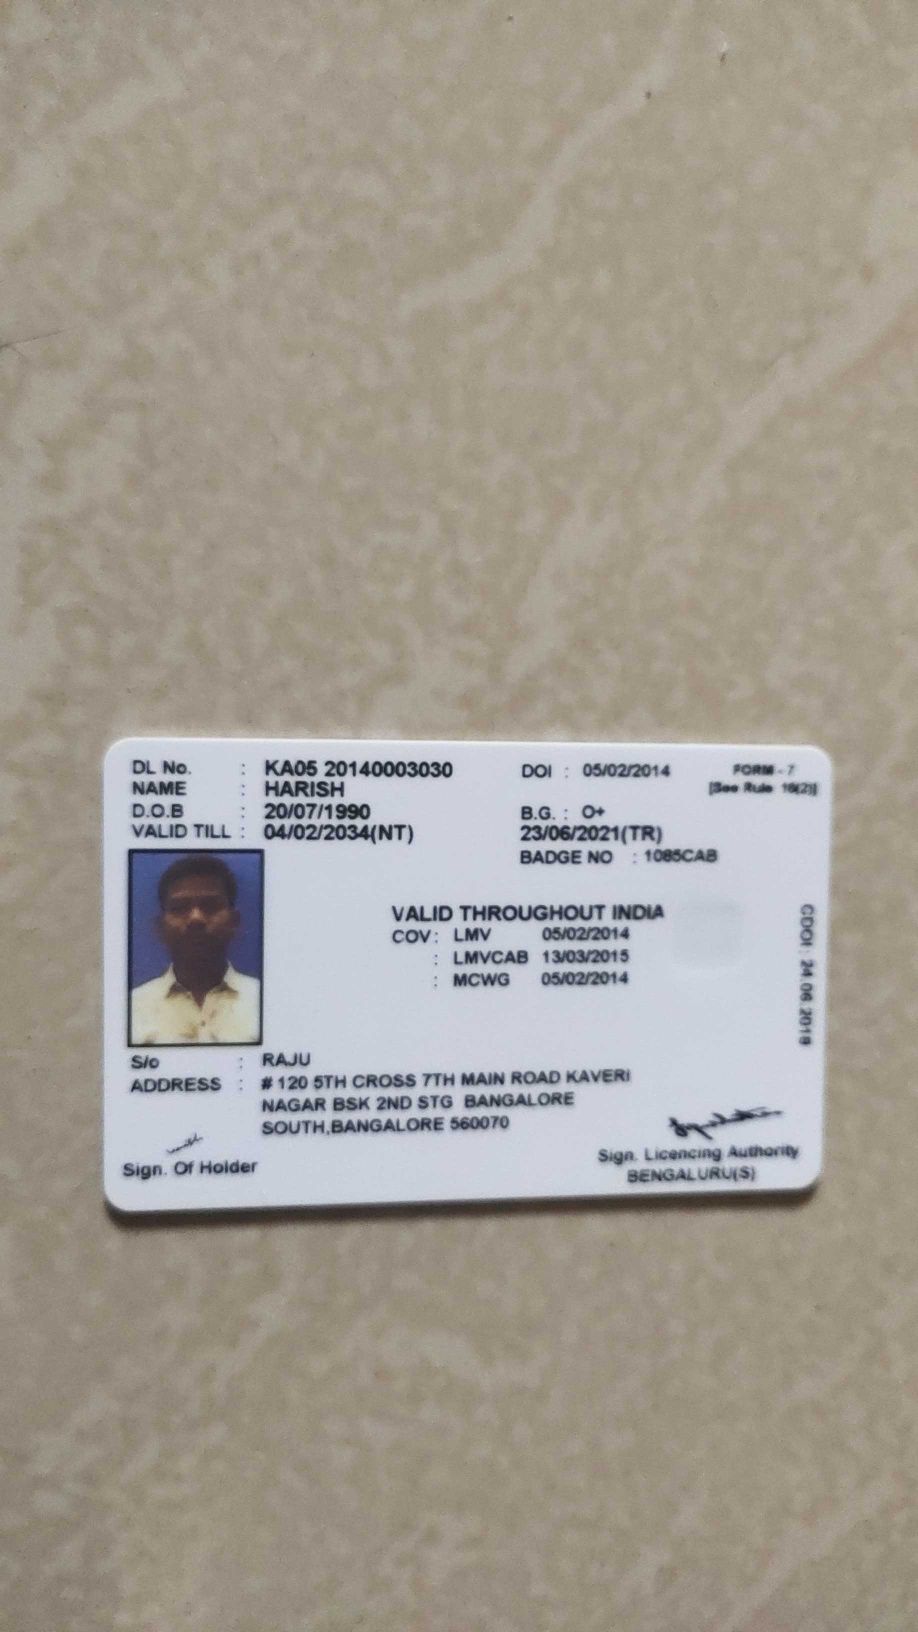 DL No. : KA05 20140003030 DOI : 05/02/2014 FORM - 7
NAME : HARISH [See Rule 16(2)]
D.O.B : 20/07/1990 B.G. : O+
VALID TILL : 04/02/2034(NT) 23/06/2021(TR)
BADGE NO : 1085CAB
VALID THROUGHOUT INDIA
COV : LMV 05/02/2014
: LMVCAB 13/03/2015
: MCWG 05/02/2014
CDOI : 24.06.2019
S/o : RAJU
ADDRESS : # 120 5TH CROSS 7TH MAIN ROAD KAVERI
NAGAR BSK 2ND STG BANGALORE
SOUTH,BANGALORE 560070
Sign. Of Holder
Sign. Licencing Authority
BENGALURU(S)